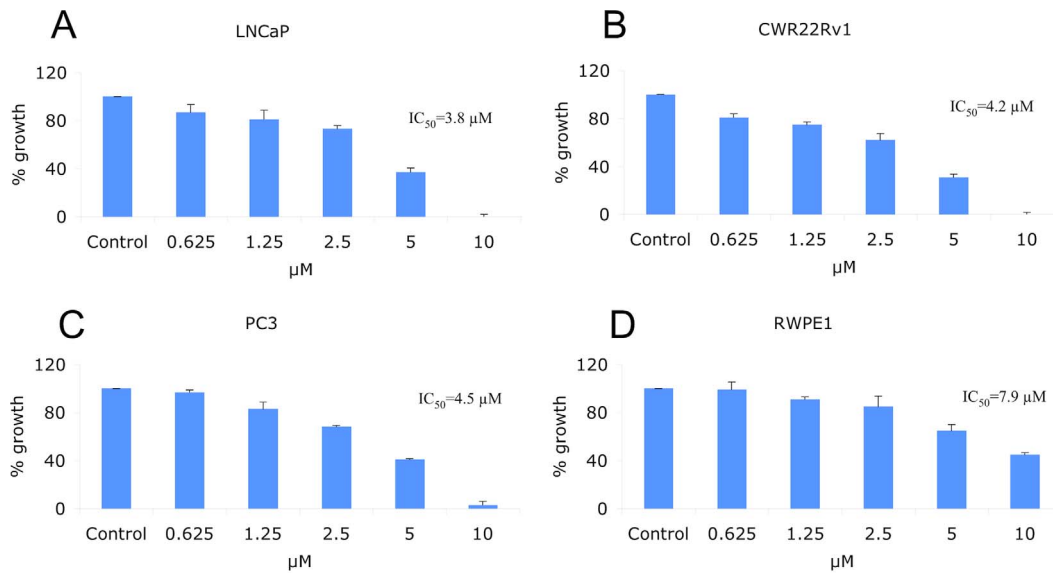 A
LNCaP
% growth
120
80
40
0
IC50=3.8 µM
Control 0.625 1.25 2.5 5 10
µM
B
CWR22Rv1
% growth
120
80
40
0
IC50=4.2 µM
Control 0.625 1.25 2.5 5 10
µM
C
PC3
% growth
120
80
40
0
IC50=4.5 µM
Control 0.625 1.25 2.5 5 10
µM
D
RWPE1
% growth
120
80
40
0
IC50=7.9 µM
Control 0.625 1.25 2.5 5 10
µM